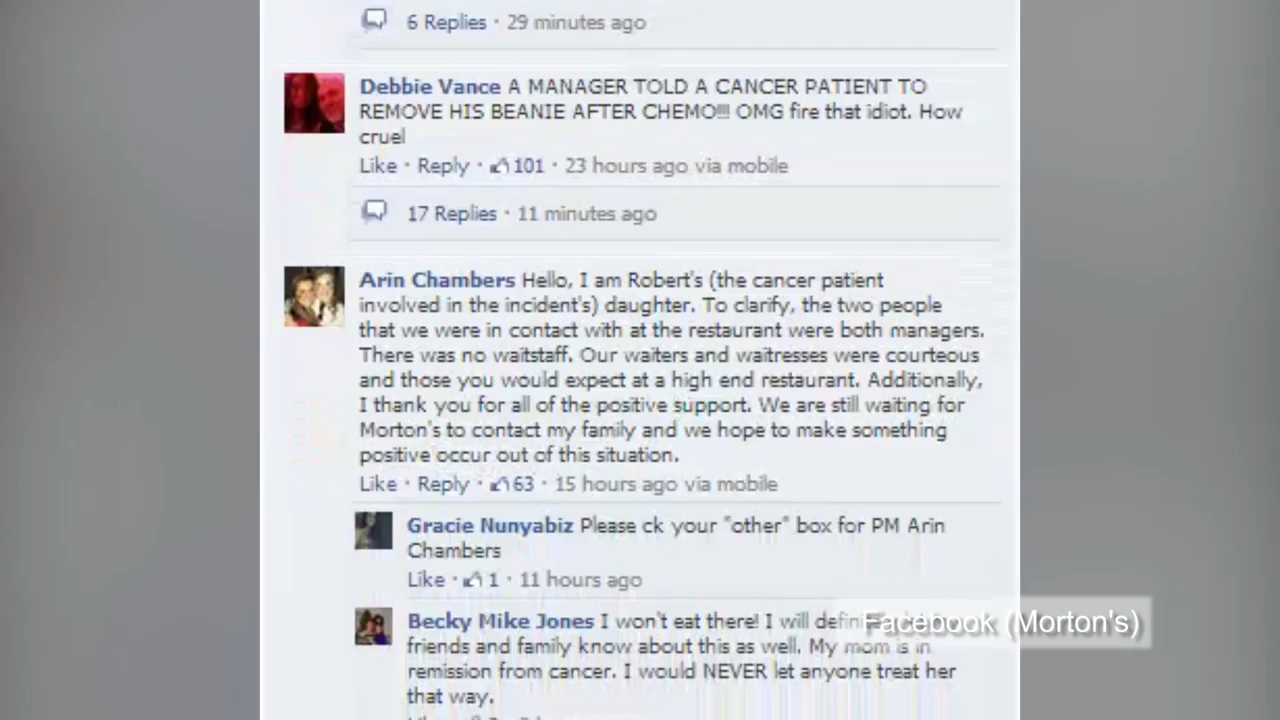 6 Replies · 29 minutes ago
Debbie Vance A MANAGER TOLD A CANCER PATIENT TO
REMOVE HIS BEANIE AFTER CHEMO!!! OMG fire that idiot. How
cruel
Like · Reply · 101 · 23 hours ago via mobile
17 Replies · 11 minutes ago
Arin Chambers Hello, I am Robert's (the cancer patient
involved in the incident's) daughter. To clarify, the two people
that we were in contact with at the restaurant were both managers.
There was no waitstaff. Our waiters and waitresses were courteous
and those you would expect at a high end restaurant. Additionally,
I thank you for all of the positive support. We are still waiting for
Morton's to contact my family and we hope to make something
positive occur out of this situation.
Like · Reply · 63 · 15 hours ago via mobile
Gracie Nunyabiz Please ck your "other" box for PM Arin
Chambers
Like · 1 · 11 hours ago
Becky Mike Jones I won't eat there! I will
Facebook (Morton's)
friends and family know about this as well. My mom is in
remission from cancer. I would NEVER let anyone treat her
that way.